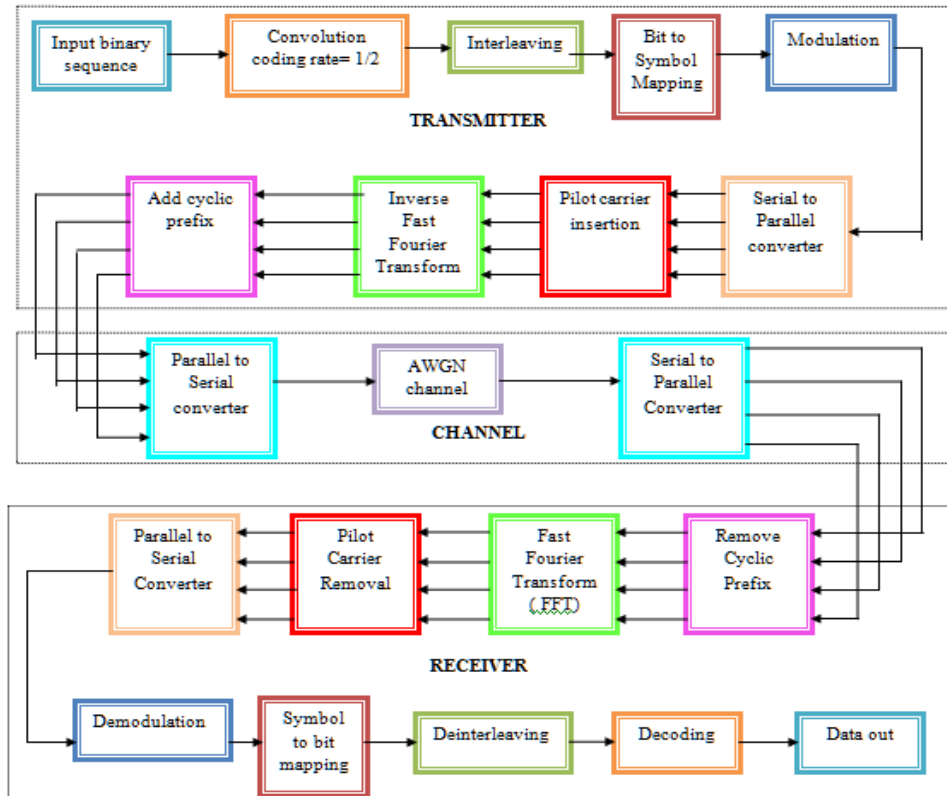 Input binary
sequence
Convolution
coding rate= 1/2
Interleaving
Bit to
Symbol
Mapping
Modulation
TRANSMITTER
Add cyclic
prefix
Inverse
Fast
Fourier
Transform
Pilot carrier
insertion
Serial to
Parallel
converter
Parallel to
Serial
converter
AWGN
channel
Serial to
Parallel
Converter
CHANNEL
Parallel to
Serial
Converter
Pilot
Carrier
Removal
Fast
Fourier
Transform
( FFT)
Remove
Cyclic
Prefix
RECEIVER
Demodulation
Symbol
to bit
mapping
Deinterleaving
Decoding
Data out